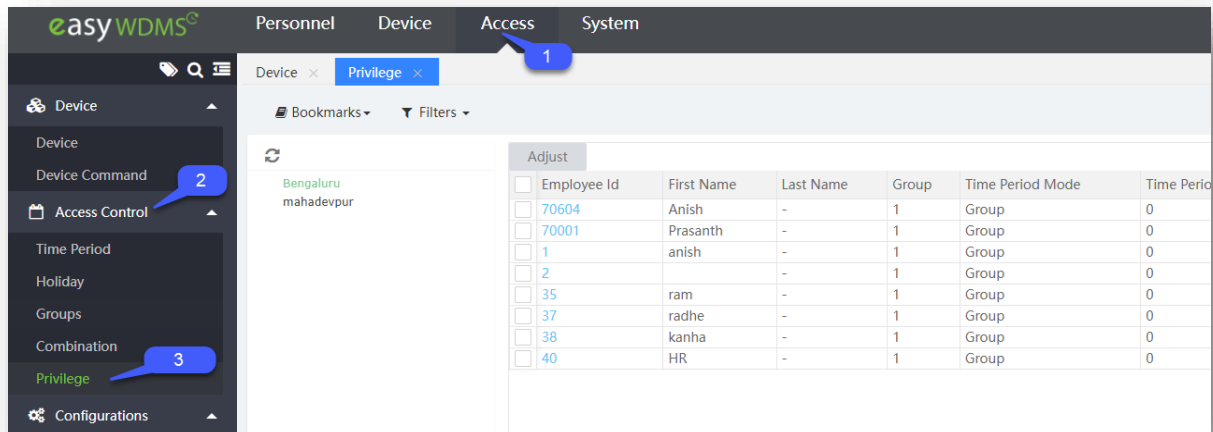 easy WDMS Personnel Device Access System
1
Device × Privilege ×
Device
Bookmarks Filters
Device
Device Command
2
Access Control
Time Period
Holiday
Groups
Combination
3
Privilege
Configurations
Bengaluru
mahadevpur
Adjust
Employee Id First Name Last Name Group Time Period Mode Time Perio
70604 Anish - 1 Group 0
70001 Prasanth - 1 Group 0
1 anish - 1 Group 0
2 - 1 Group 0
35 ram - 1 Group 0
37 radhe - 1 Group 0
38 kanha - 1 Group 0
40 HR - 1 Group 0